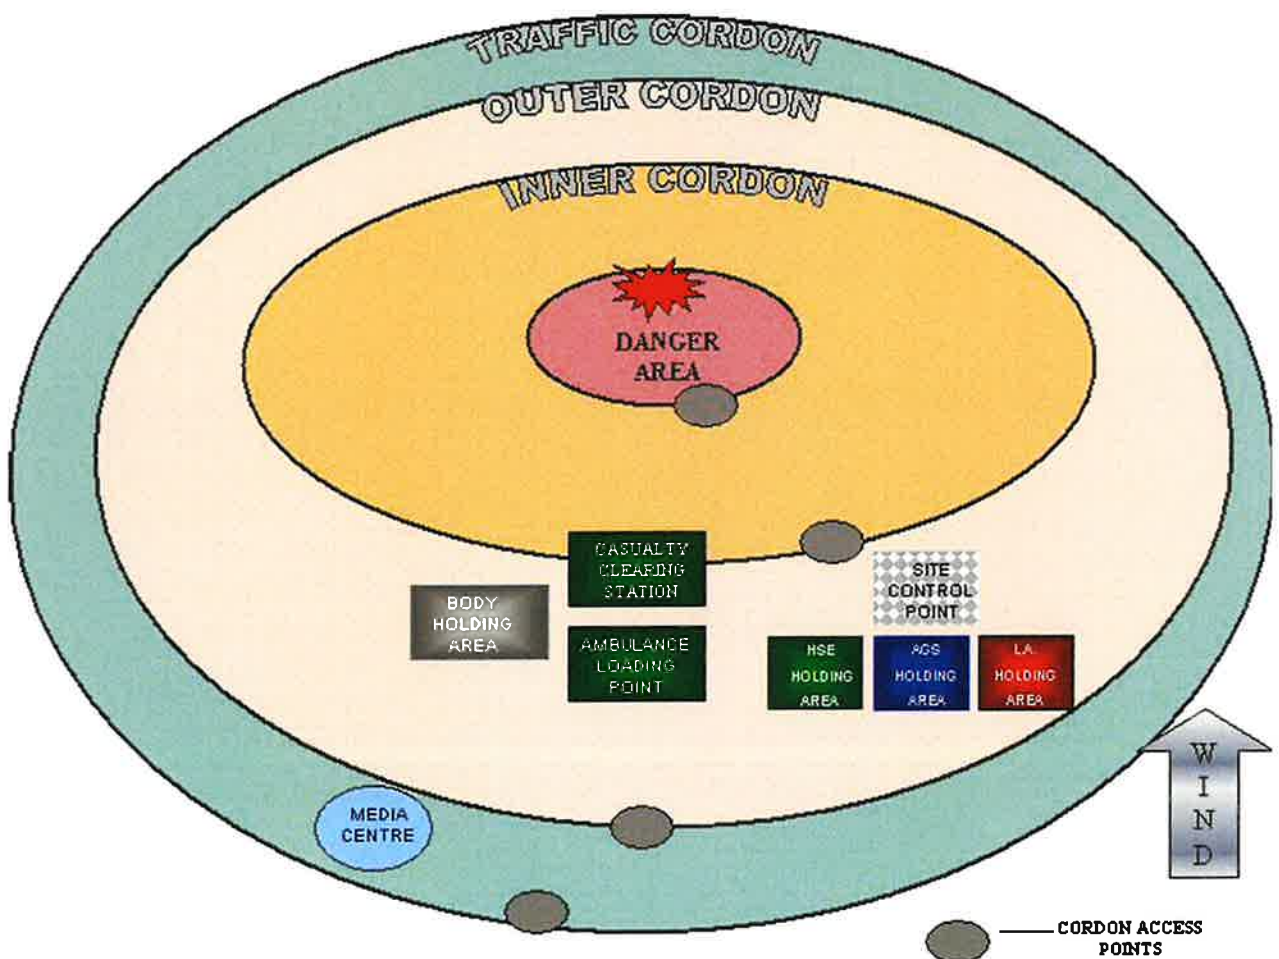 TRAFFIC CORDON
OUTER CORDON
INNER CORDON
DANGER
AREA
CASUALTY
CLEARING
STATION
BODY
HOLDING
AREA
AMBULANCE
LOADING
POINT
SITE
CONTROL
POINT
HSE
HOLDING
AREA
AGS
HOLDING
AREA
L.A.
HOLDING
AREA
MEDIA
CENTRE
W
I
N
D
CORDON ACCESS
POINTS